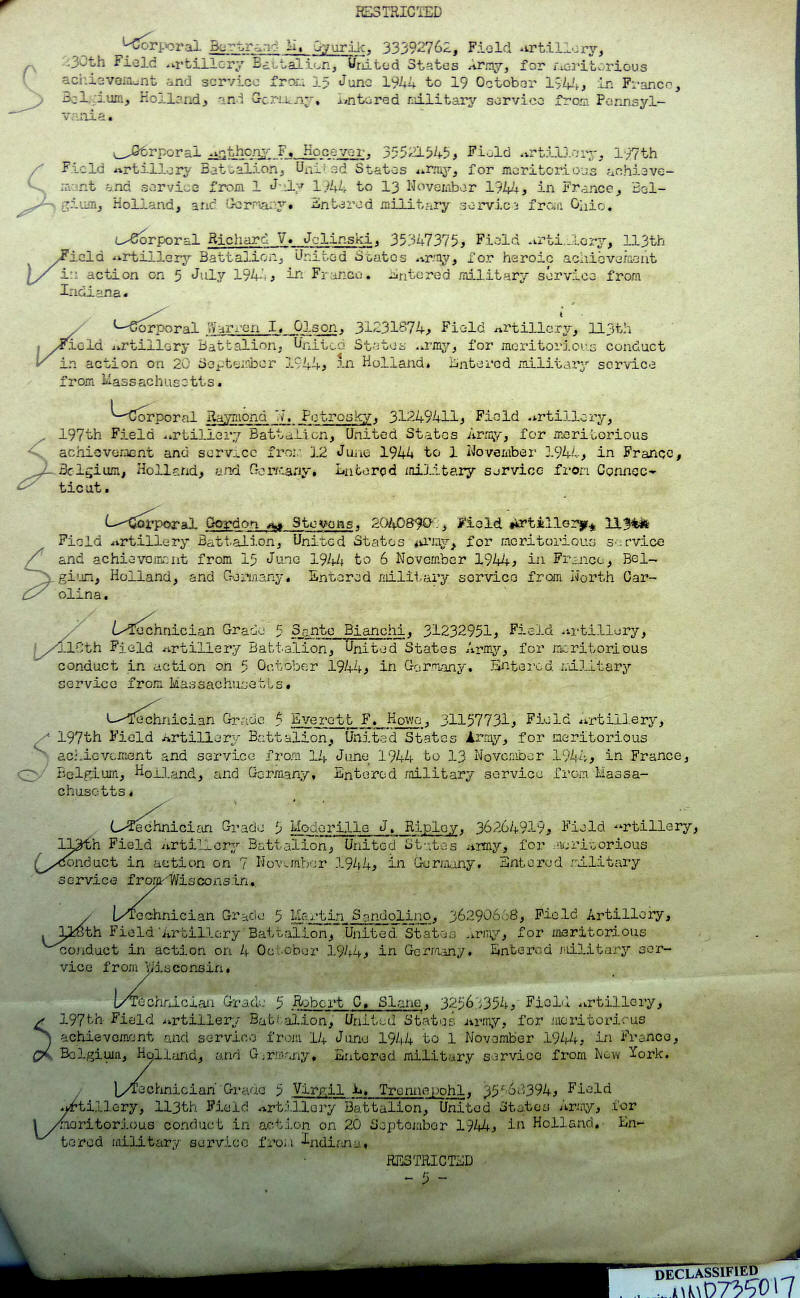 RESTRICTED
Corporal Bertrand M. Gyurik, 33392762, Field Artillery,
230th Field Artillery Battalion, United States Army, for meritorious
achievement and service from 15 June 1944 to 19 October 1944, in France,
Belgium, Holland, and Germany. Entered military service from Pennsyl-
vania.
Corporal Anthony F. Hocevar, 35521545, Field Artillery, 197th
Field Artillery Battalion, United States Army, for meritorious achieve-
ment and service from 1 July 1944 to 13 November 1944, in France, Bel-
gium, Holland, and Germany. Entered military service from Ohio.
Corporal Richard V. Jelinski, 35347375, Field Artillery, 113th
Field Artillery Battalion, United States Army, for heroic achievement
in action on 5 July 1944, in France. Entered military service from
Indiana.
Corporal Warren I. Olson, 31231874, Field Artillery, 113th
Field Artillery Battalion, United States Army, for meritorious conduct
in action on 20 September 1944, in Holland. Entered military service
from Massachusetts.
Corporal Raymond W. Petrosky, 31249411, Field Artillery,
197th Field Artillery Battalion, United States Army, for meritorious
achievement and service from 12 June 1944 to 1 November 1944, in France,
Belgium, Holland, and Germany. Entered military service from Connec-
ticut.
Corporal Gordon Stevens, Field Artillery, 113th
Field Artillery Battalion, United States Army, for meritorious service
and achievement from 15 June 1944 to 6 November 1944, in France, Bel-
gium, Holland, and Germany. Entered military service from North Car-
olina.
Technician Grade 5 Sante Bianchi, 31232951, Field Artillery,
118th Field Artillery Battalion, United States Army, for meritorious
conduct in action on 5 October 1944, in Germany. Entered military
service from Massachusetts.
Technician Grade 5 Everett F. Howe, 31157731, Field Artillery,
197th Field Artillery Battalion, United States Army, for meritorious
achievement and service from 14 June 1944 to 13 November 1944, in France,
Belgium, Holland, and Germany. Entered military service from Massa-
chusetts.
Technician Grade 5 Moderille J. Ripley, 36264919, Field Artillery,
113th Field Artillery Battalion, United States Army, for meritorious
conduct in action on 7 November 1944, in Germany. Entered military
service from Wisconsin.
Technician Grade 5 Martin Sandolino, 36290668, Field Artillery,
118th Field Artillery Battalion, United States Army, for meritorious
conduct in action on 4 October 1944, in Germany. Entered military ser-
vice from Wisconsin.
Technician Grade 5 Robert C. Slane, 32563354, Field Artillery,
197th Field Artillery Battalion, United States Army, for meritorious
achievement and service from 14 June 1944 to 1 November 1944, in France,
Belgium, Holland, and Germany. Entered military service from New York.
Technician Grade 5 Virgil L. Trennepohl, 35568394, Field
Artillery, 113th Field Artillery Battalion, United States Army, for
meritorious conduct in action on 20 September 1944, in Holland. En-
tered military service from Indiana.
RESTRICTED
- 5 -
DECLASSIFIED
NND735017